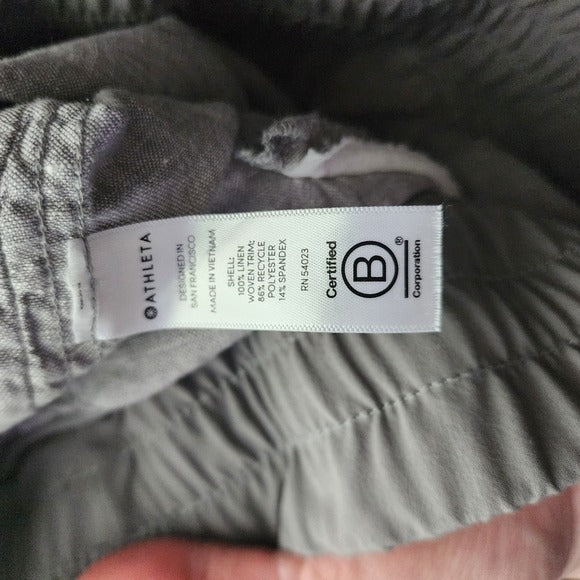 ATHLETA
DESIGNED IN
SAN FRANCISCO
MADE IN VIETNAM
SHELL:
100% LINEN
WOVEN TRIM:
86% RECYCLE
POLYESTER
14% SPANDEX
RN 54023
Certified
B®
Corporation